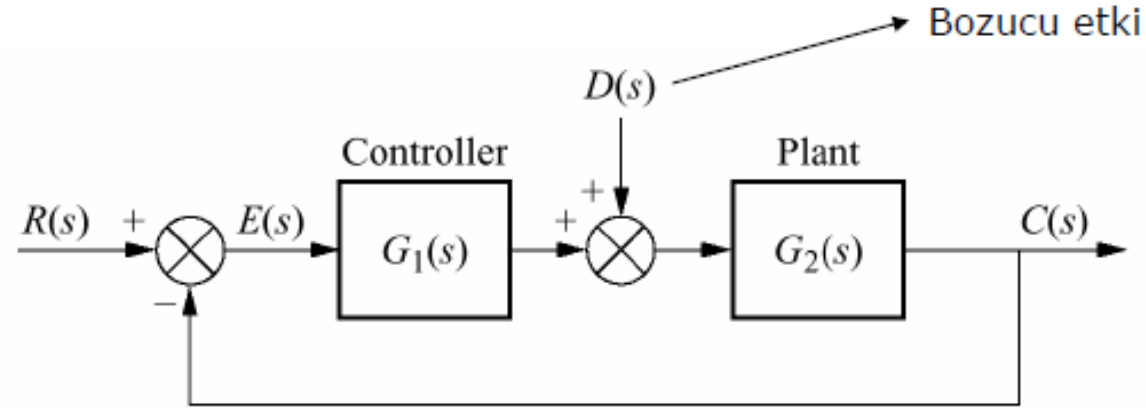 Bozucu etki
D(s)
Controller
Plant
R(s)
+
E(s)
G₁(s)
+
+
G₂(s)
C(s)
−